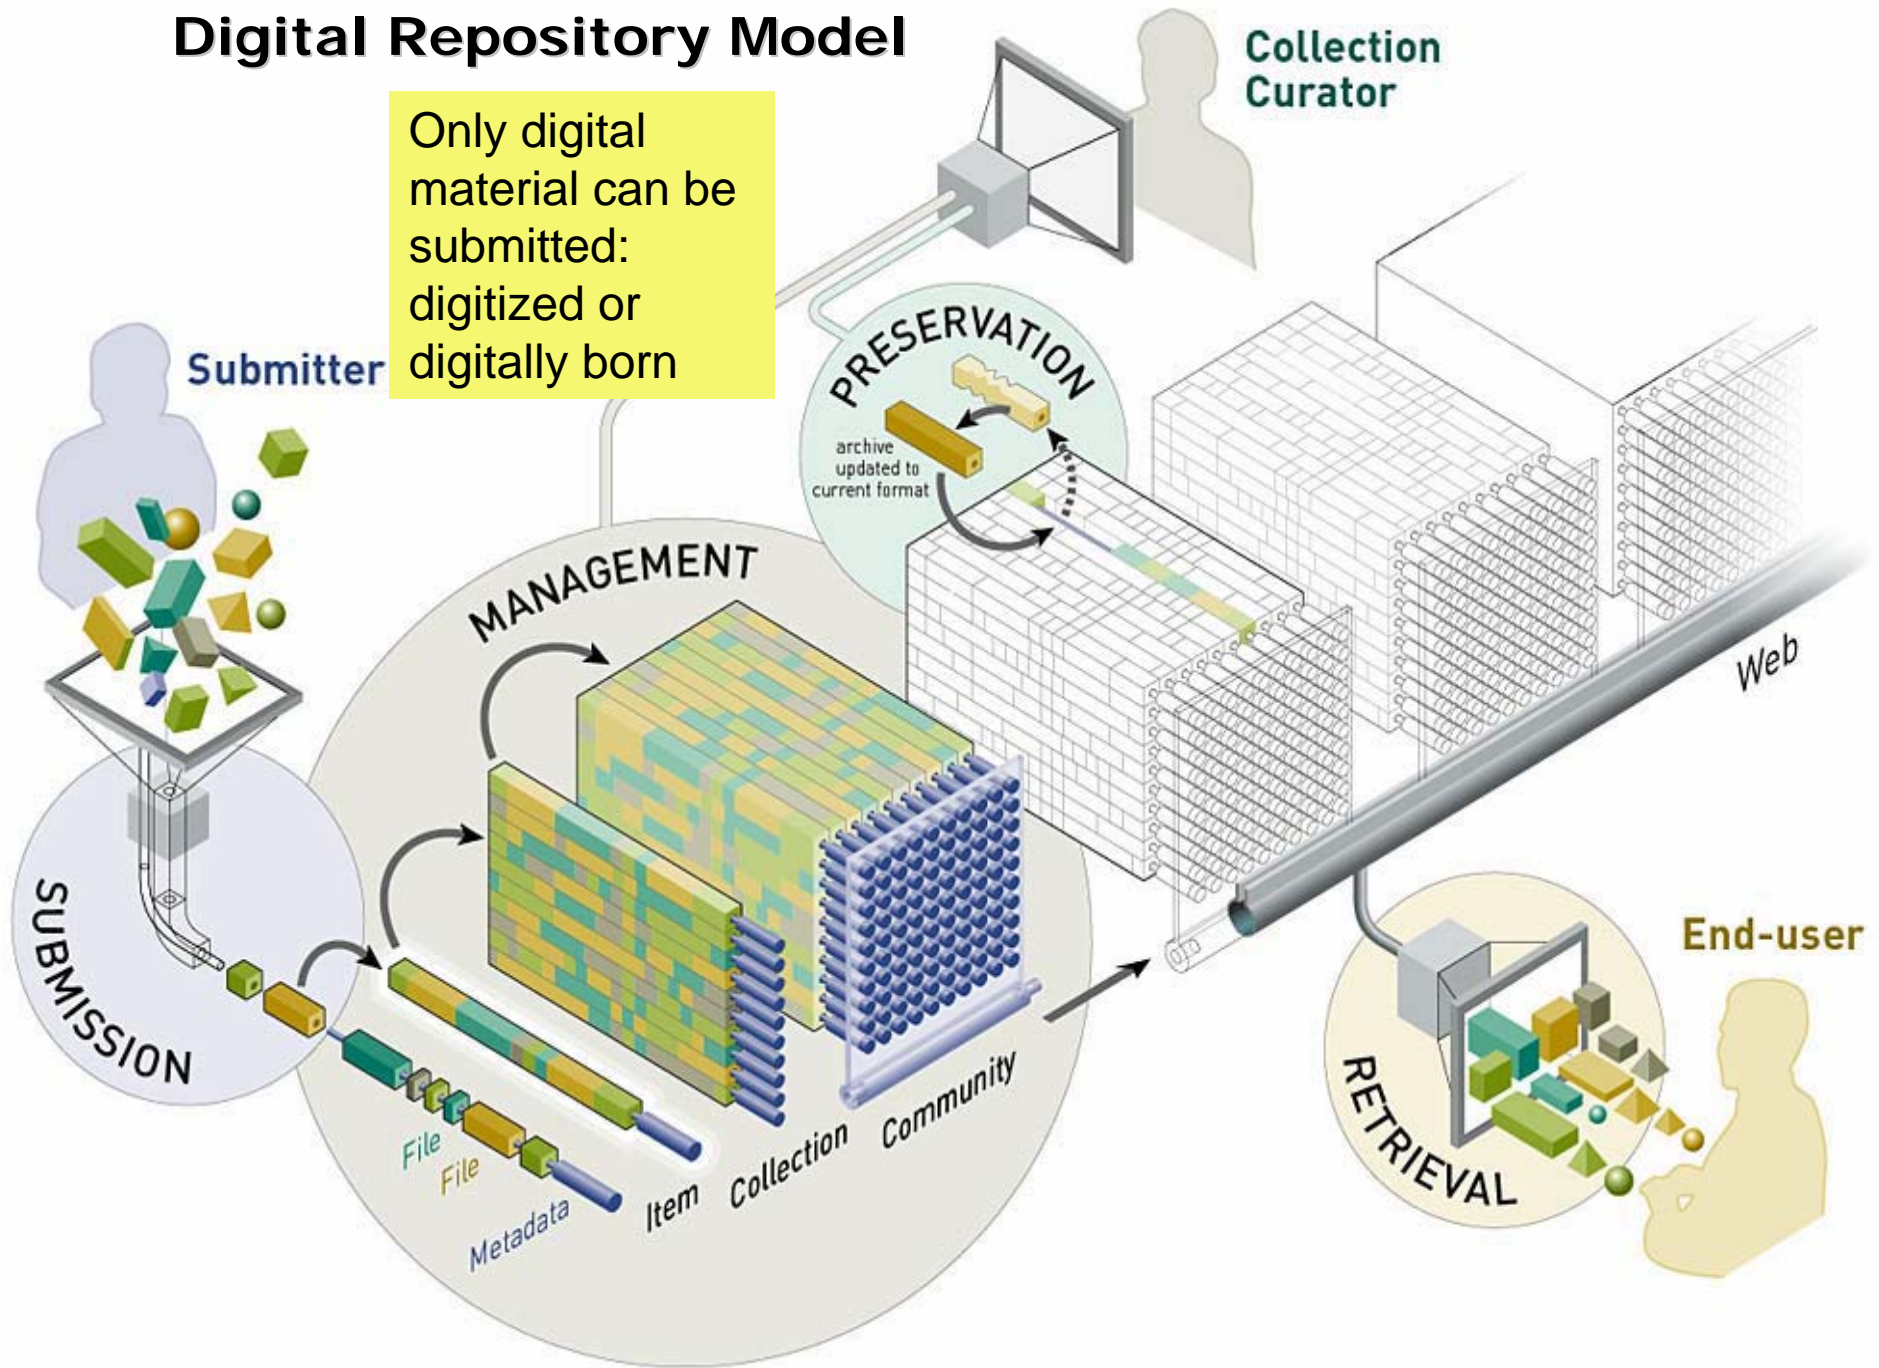 Digital Repository Model
Collection
Curator
Only digital
material can be
submitted:
digitized or
digitally born
Submitter
PRESERVATION
archive
updated to
current format
MANAGEMENT
Web
SUBMISSION
End-user
RETRIEVAL
File
File
Metadata
Item
Collection
Community